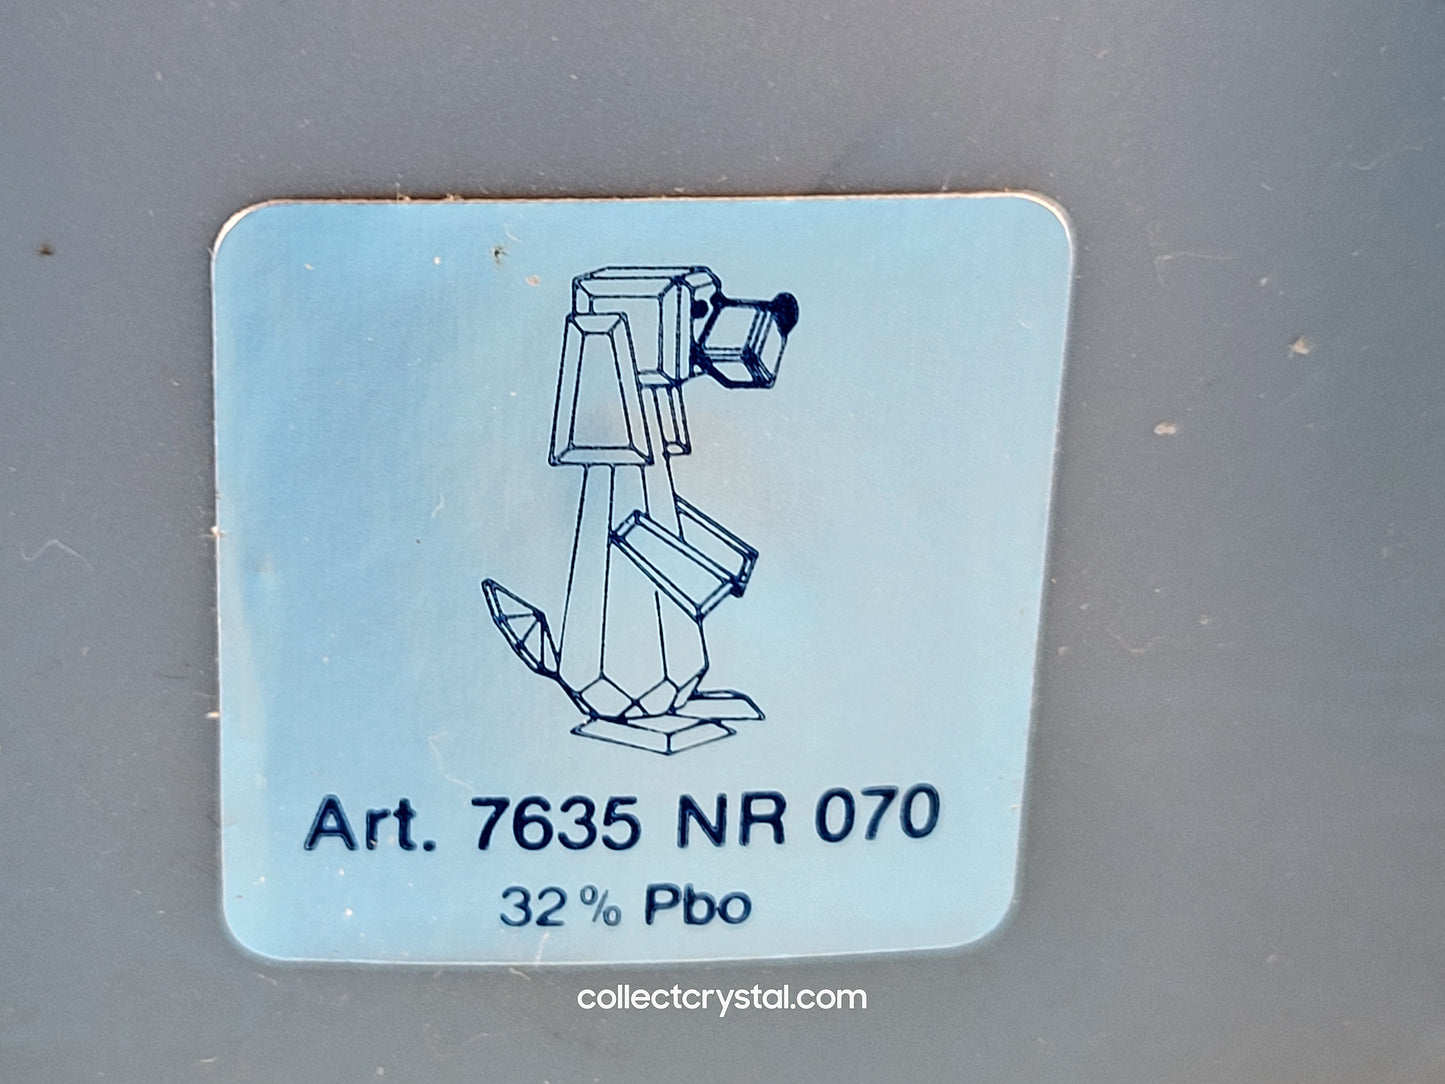 Art. 7635 NR 070
32% Pbo
collectcrystal.com